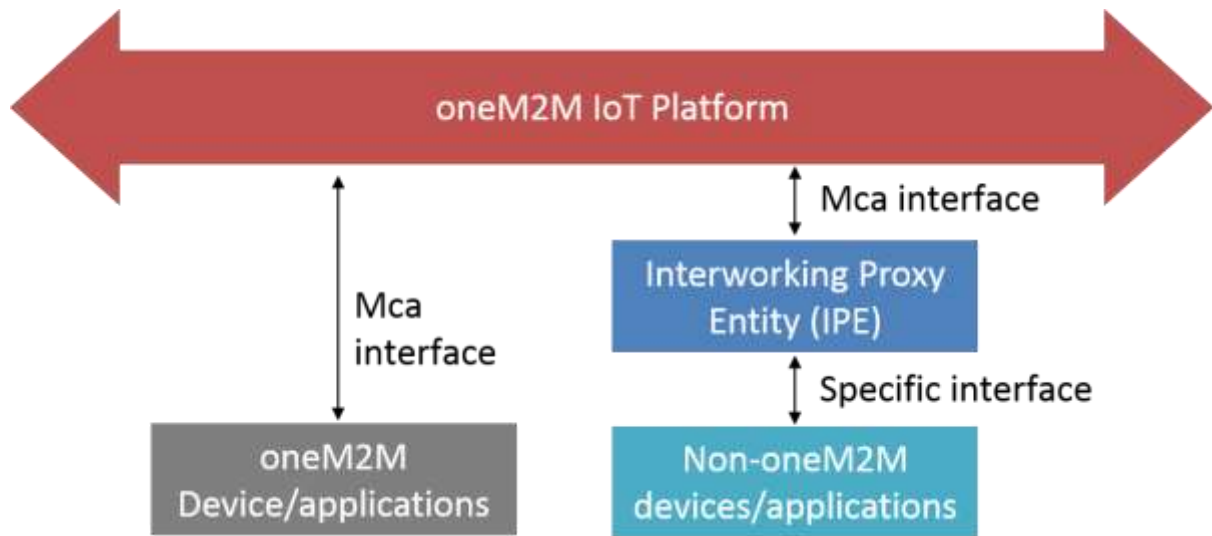 oneM2M IoT Platform
Mca interface
Interworking Proxy
Entity (IPE)
Mca
interface
Specific interface
oneM2M
Device/applications
Non-oneM2M
devices/applications